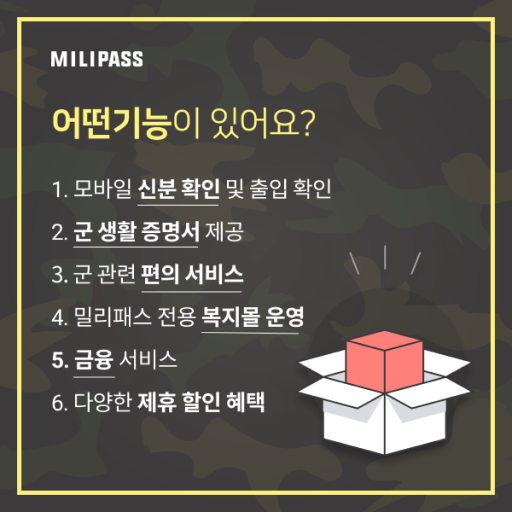 MILIPASS
어떤기능이 있어요?
1. 모바일 신분 확인 및 출입 확인
2. 군 생활 증명서 제공
3. 군 관련 편의 서비스
4. 밀리패스 전용 복지몰 운영
5. 금융 서비스
6. 다양한 제휴 할인 혜택